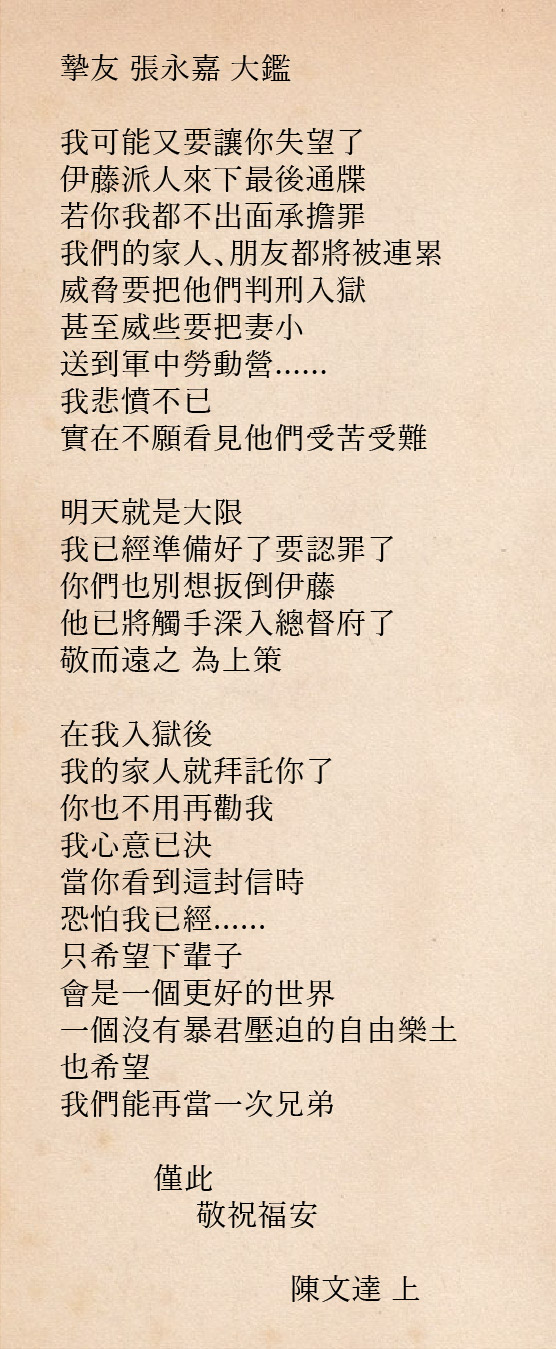 摯友 張永嘉 大鑑
我可能又要讓你失望了
伊藤派人來下最後通牒
若你我都不出面承擔罪
我們的家人、朋友都將被連累
威脅要把他們判刑入獄
甚至威些要把妻小
送到軍中勞動營……
我悲憤不已
實在不願看見他們受苦受難
明天就是大限
我已經準備好了要認罪了
你們也別想扳倒伊藤
他已將觸手深入總督府了
敬而遠之 為上策
在我入獄後
我的家人就拜託你了
你也不用再勸我
我心意已決
當你看到這封信時
恐怕我已經……
只希望下輩子
會是一個更好的世界
一個沒有暴君壓迫的自由樂土
也希望
我們能再當一次兄弟
僅此
敬祝福安
陳文達 上